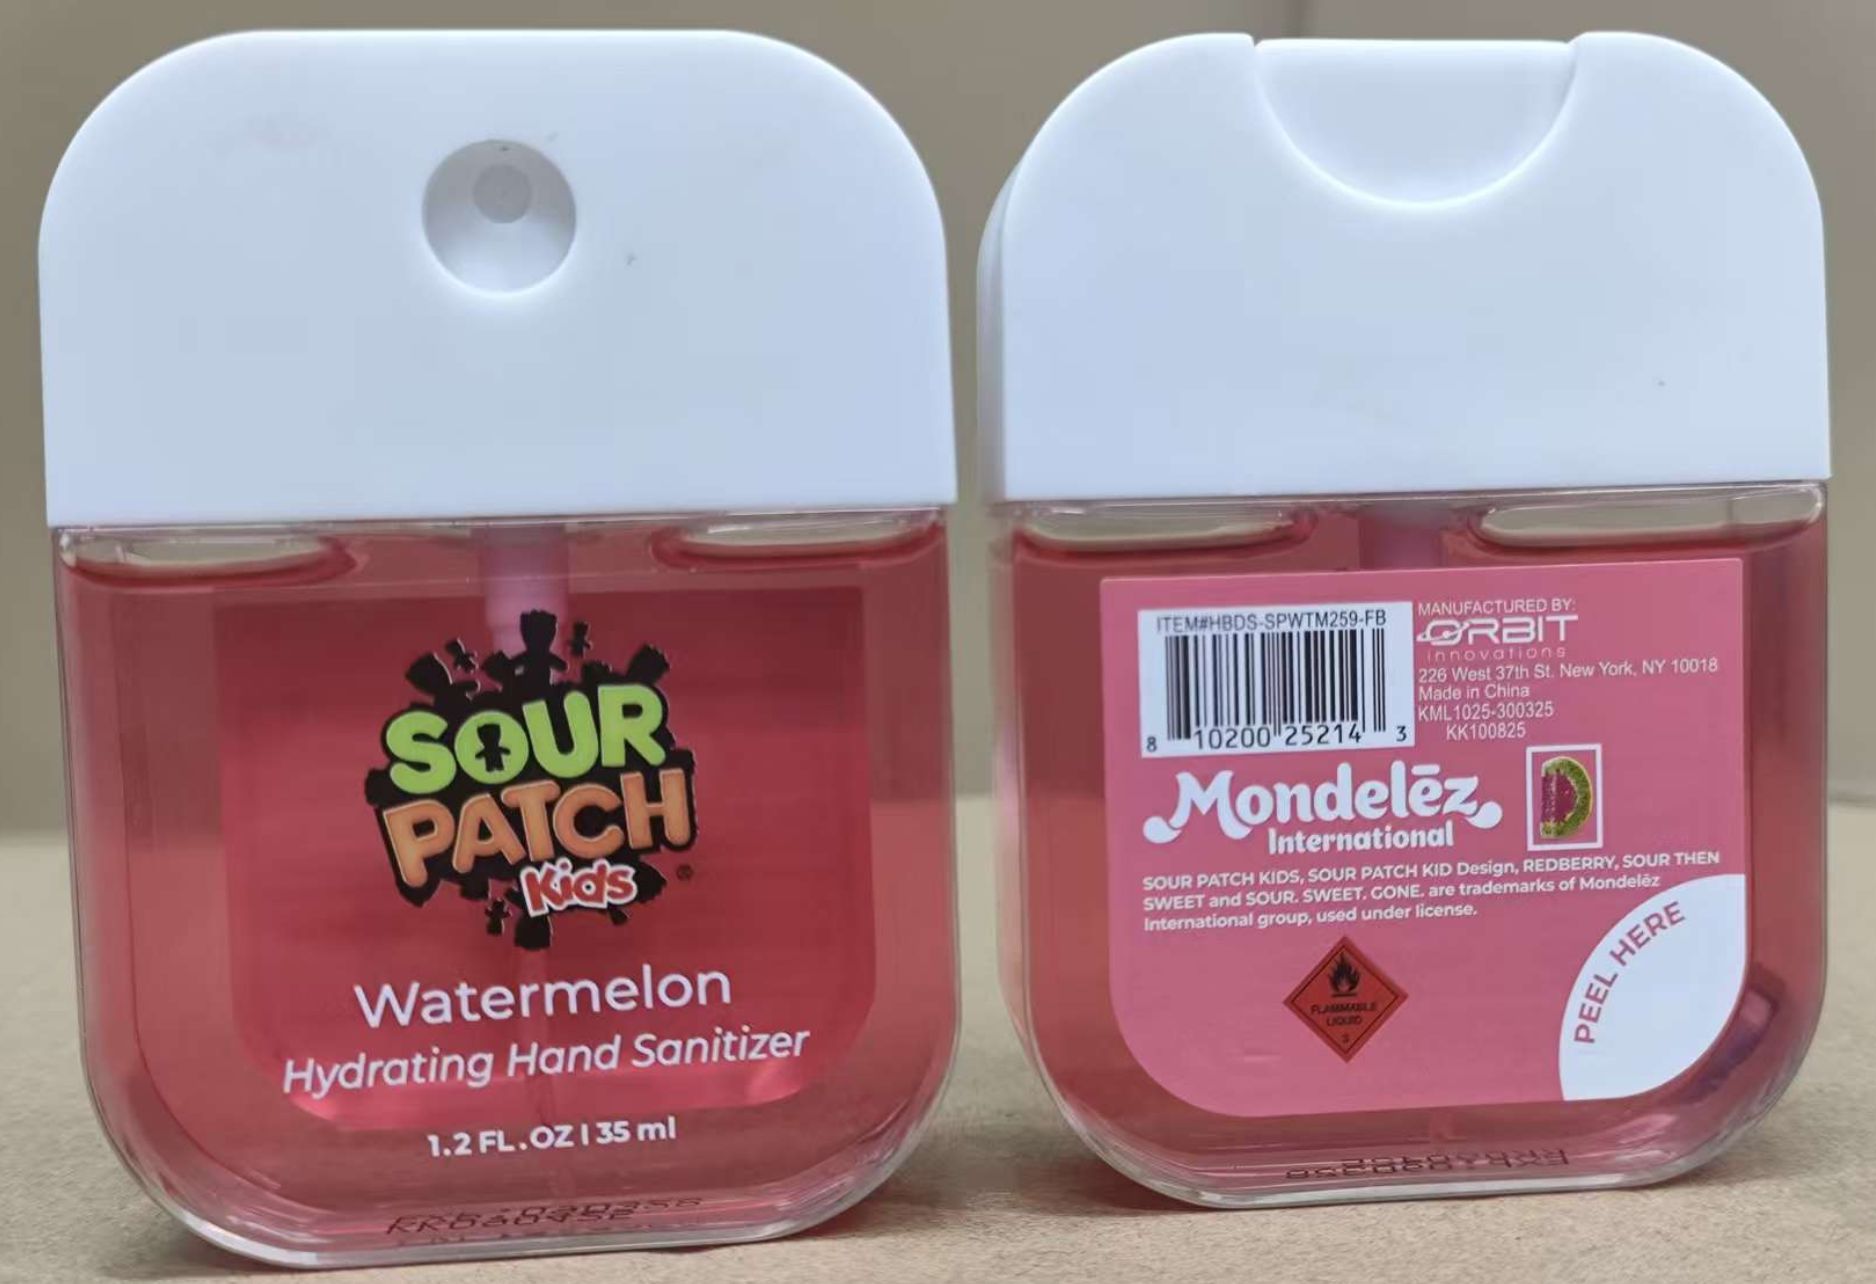 SOUR
PATCH
Kids
®
Watermelon
Hydrating Hand Sanitizer
1.2 FL.OZ I 35 ml
ITEM#HBDS-SPWTM259-FB
8 10200 25214 3
MANUFACTURED BY:
ORBIT
innovations
226 West 37th St. New York, NY 10018
Made in China
KML1025-300325
KK100825
Mondelēz
International
SOUR PATCH KIDS, SOUR PATCH KID Design, REDBERRY, SOUR THEN
SWEET and SOUR. SWEET. GONE. are trademarks of Mondelēz
International group, used under license.
FLAMMABLE
LIQUID
3
PEEL HERE